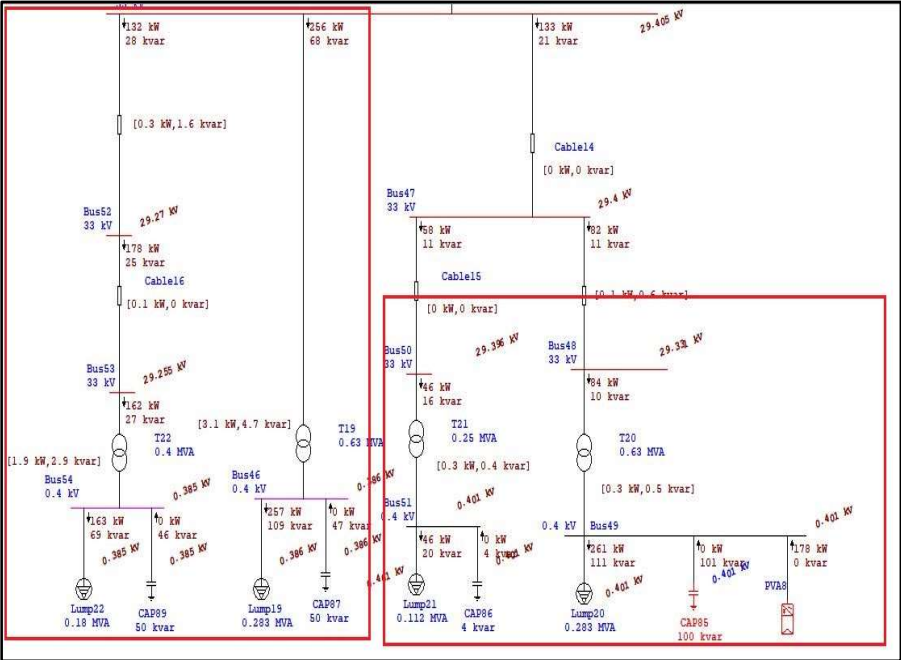 132 kW
28 kvar
256 kW
68 kvar
133 kW
21 kvar
29.405 kV
[0.3 kW,1.6 kvar]
Cable14
[0 kW,0 kvar]
Bus47
33 kV
29.4 kV
58 kW
11 kvar
82 kW
11 kvar
Bus52
33 kV
29.27 kV
178 kW
25 kvar
Cable16
[0.1 kW,0 kvar]
Cable15
[0 kW,0 kvar]
[0.1 kW,0.6 kvar]
Bus53
33 kV
29.255 kV
162 kW
27 kvar
Bus50
33 kV
29.396 kV
46 kW
16 kvar
Bus48
33 kV
29.331 kV
84 kW
10 kvar
T22
0.4 MVA
[1.9 kW,2.9 kvar]
[3.1 kW,4.7 kvar]
T19
0.63 MVA
T21
0.25 MVA
[0.3 kW,0.4 kvar]
T20
0.63 MVA
[0.3 kW,0.5 kvar]
Bus54
0.4 kV
0.385 kV
Bus46
0.4 kV
0.386 kV
Bus51
0.4 kV
0.401 kV
0.4 kV
Bus49
0.401 kV
163 kW
69 kvar
0 kW
46 kvar
257 kW
109 kvar
0 kW
47 kvar
46 kW
20 kvar
0 kW
4 kvar
261 kW
111 kvar
0 kW
101 kvar
178 kW
0 kvar
0.385 kV
0.385 kV
0.386 kV
0.386 kV
0.401 kV
0.401 kV
0.401 kV
0.401 kV
PVA8
Lump22
0.18 MVA
CAP89
50 kvar
Lump19
0.283 MVA
CAP87
50 kvar
Lump21
0.112 MVA
CAP86
4 kvar
Lump20
0.283 MVA
CAP85
100 kvar